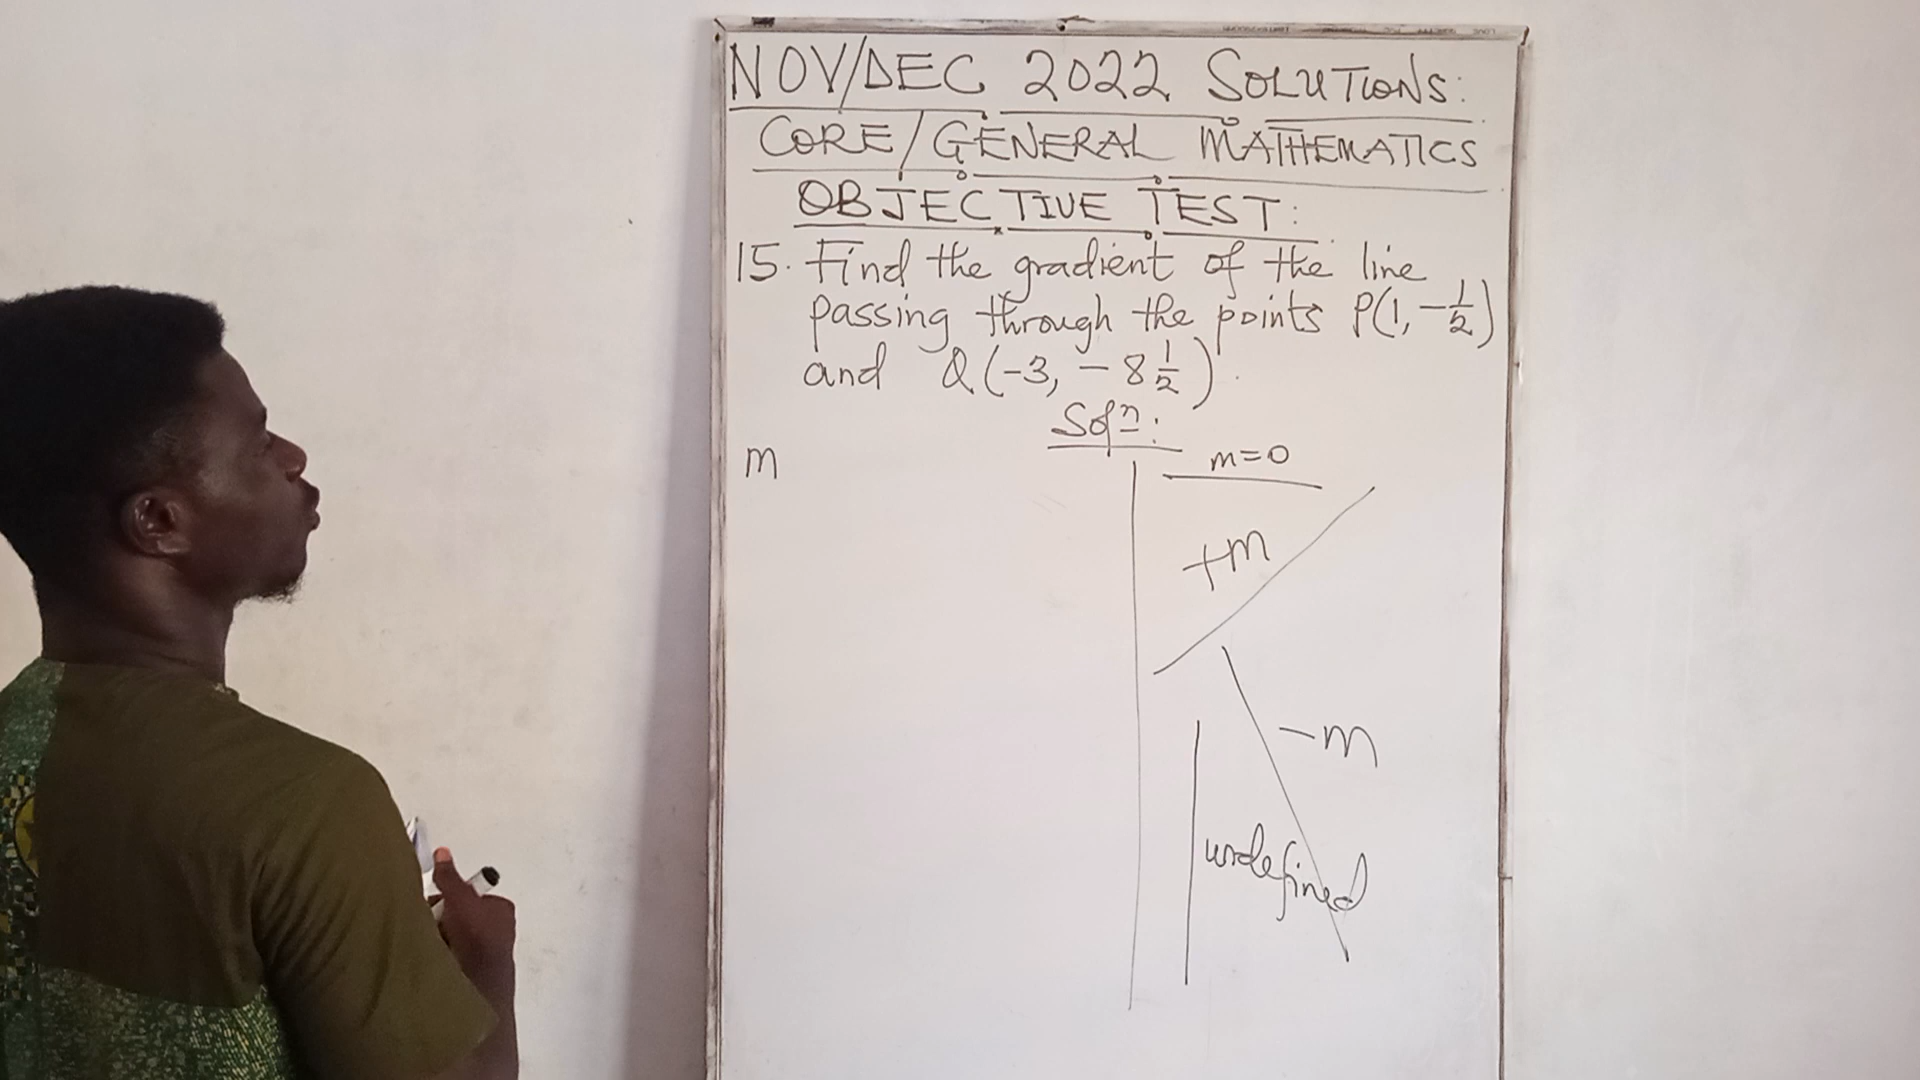 NOV/DEC 2022 SOLUTIONS:
CORE/GENERAL MATHEMATICS
OBJECTIVE TEST:
15. Find the gradient of the line
passing through the points P(1, -1/2)
and Q(-3, -8 1/2).
Sol<u>n</u>:
m
m=0
+m
-m
undefined